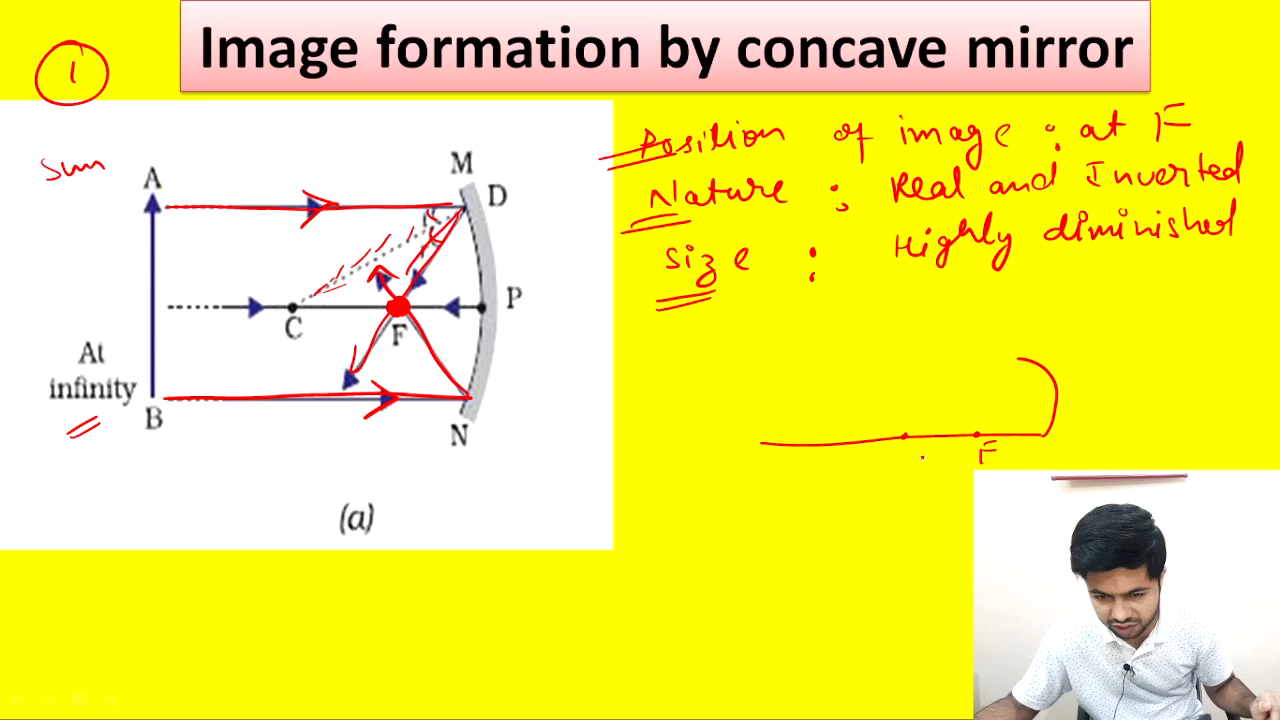 Image formation by concave mirror
1
Sun
Position of image : at F
Nature : Real and Inverted
Size : Highly diminished
A
M
D
C
F
P
At
infinity
B
N
F
(a)